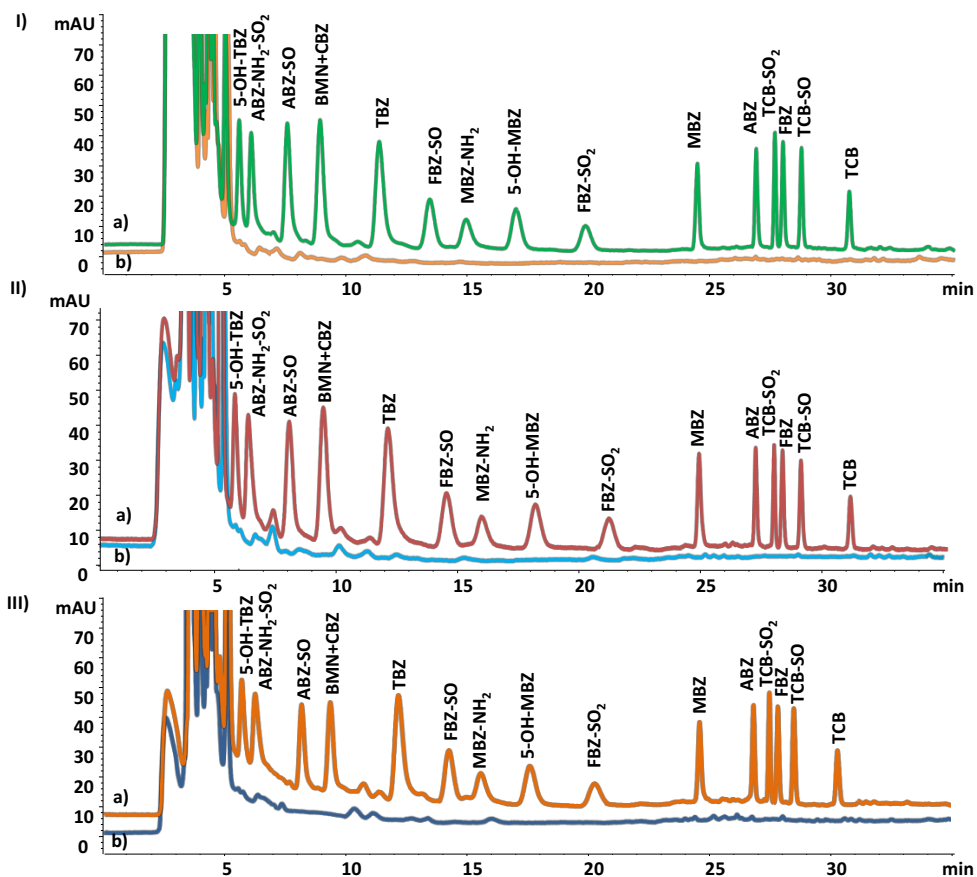 I)
mAU
70
60
50
40
30
20
10
0
a)
b)
5-OH-TBZ
ABZ-NH2-SO2
ABZ-SO
BMN+CBZ
TBZ
FBZ-SO
MBZ-NH2
5-OH-MBZ
FBZ-SO2
MBZ
ABZ
TCB-SO2
FBZ
TCB-SO
TCB
5 10 15 20 25 30 min
II)
mAU
70
60
50
40
30
20
10
0
a)
b)
5-OH-TBZ
ABZ-NH2-SO2
ABZ-SO
BMN+CBZ
TBZ
FBZ-SO
MBZ-NH2
5-OH-MBZ
FBZ-SO2
MBZ
ABZ
TCB-SO2
FBZ
TCB-SO
TCB
5 10 15 20 25 30 min
III)
mAU
70
60
50
40
30
20
10
0
a)
b)
5-OH-TBZ
ABZ-NH2-SO2
ABZ-SO
BMN+CBZ
TBZ
FBZ-SO
MBZ-NH2
5-OH-MBZ
FBZ-SO2
MBZ
ABZ
TCB-SO2
FBZ
TCB-SO
TCB
5 10 15 20 25 30 min